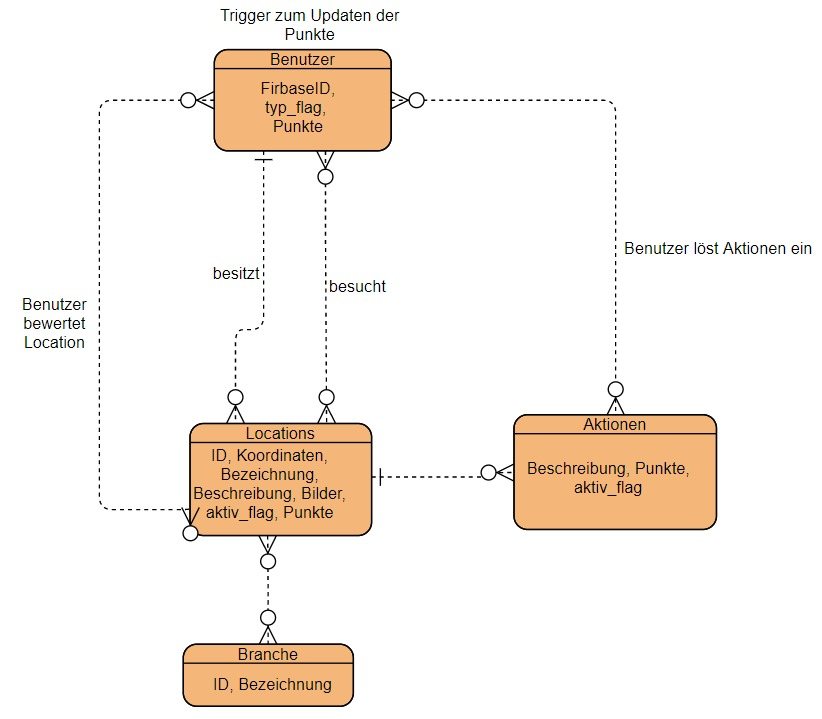 Trigger zum Updaten der
Punkte
Benutzer
FirbaseID,
typ_flag,
Punkte
besitzt
besucht
Benutzer löst Aktionen ein
Benutzer
bewertet
Location
Locations
ID, Koordinaten,
Bezeichnung,
Beschreibung, Bilder,
aktiv_flag, Punkte
Aktionen
Beschreibung, Punkte,
aktiv_flag
Branche
ID, Bezeichnung